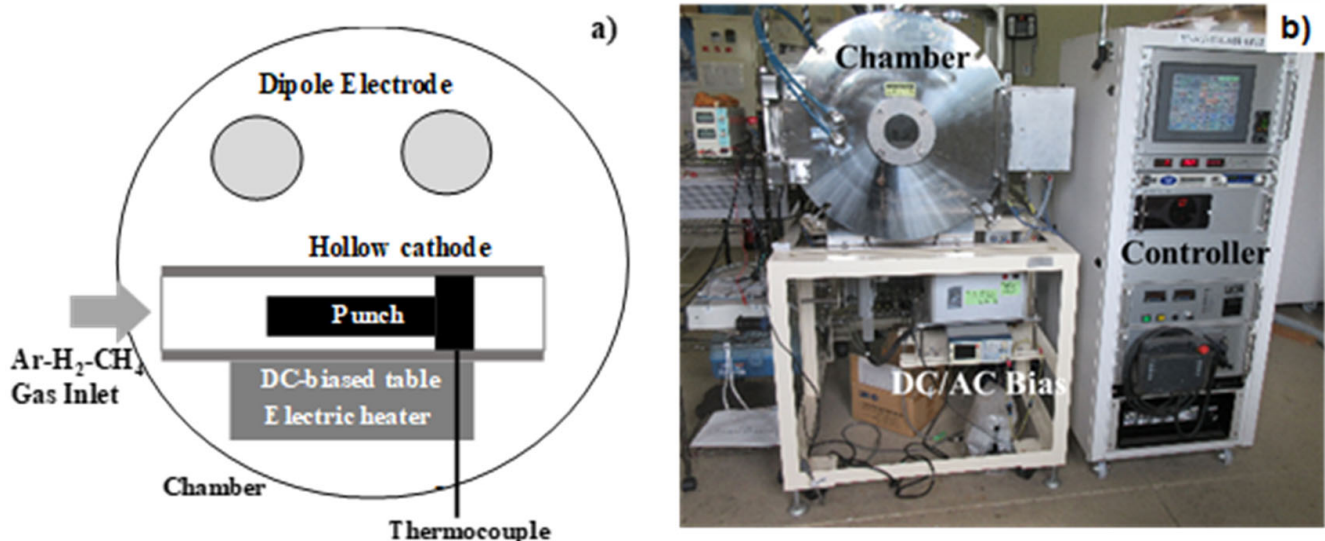 a)
Dipole Electrode
Hollow cathode
Punch
Ar-H₂-CH₄
Gas Inlet
DC-biased table
Electric heater
Chamber
Thermocouple
b)
Chamber
Controller
DC/AC Bias